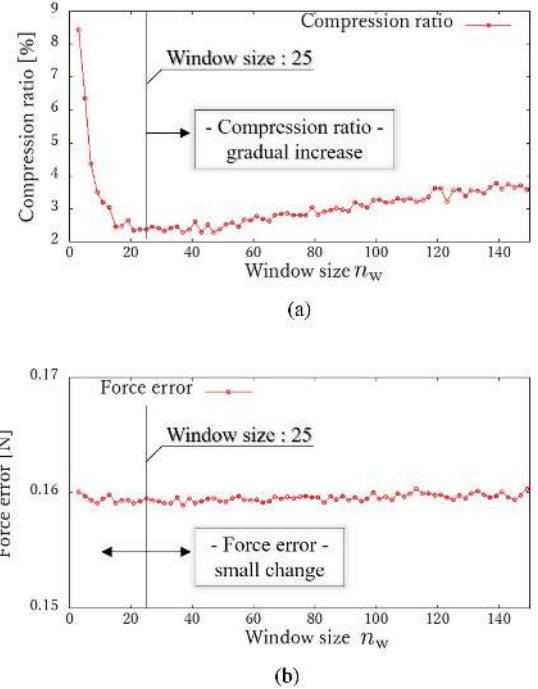 Compression ratio
Compression ratio [%]
9
8
7
6
5
4
3
2
Window size : 25
- Compression ratio -
gradual increase
0 20 40 60 80 100 120 140
Window size n_w
(a)
Force error
Force error [N]
0.17
0.16
0.15
Window size : 25
- Force error -
small change
0 20 40 60 80 100 120 140
Window size n_w
(b)